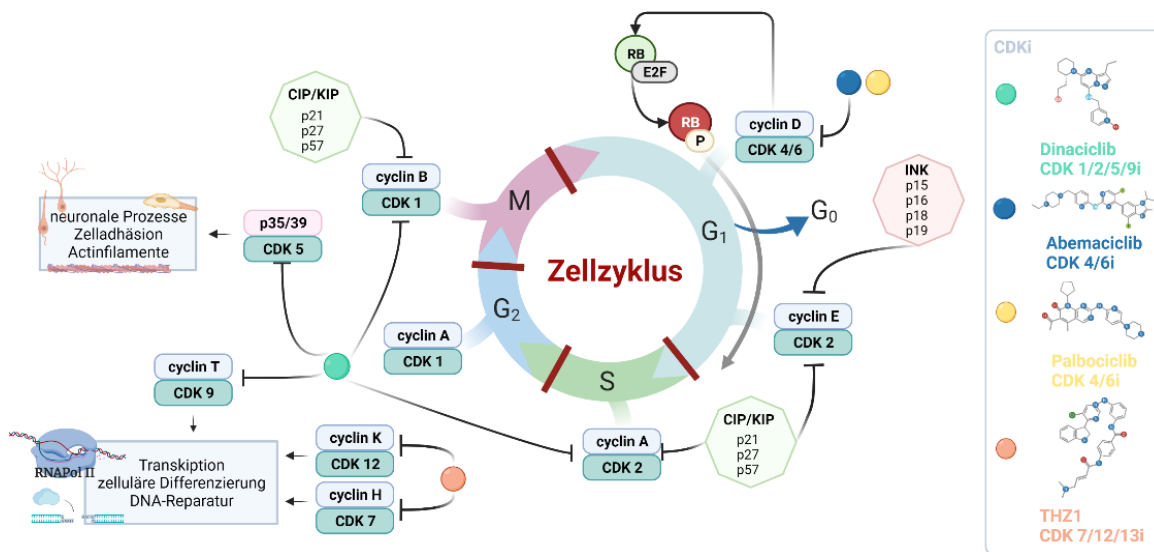 CIP/KIP
p21
p27
p57
cyclin B
CDK 1
p35/39
CDK 5
neuronale Prozesse
Zelladhäsion
Actinfilamente
cyclin A
CDK 1
cyclin T
CDK 9
RNAPol II
Transkiption
zelluläre Differenzierung
DNA-Reparatur
cyclin K
CDK 12
cyclin H
CDK 7
RB
E2F
RB
P
cyclin D
CDK 4/6
M
G1
G0
G2
S
Zellzyklus
INK
p15
p16
p18
p19
cyclin E
CDK 2
cyclin A
CDK 2
CIP/KIP
p21
p27
p57
CDKi
Dinaciclib
CDK 1/2/5/9i
Abemaciclib
CDK 4/6i
Palbociclib
CDK 4/6i
THZ1
CDK 7/12/13i